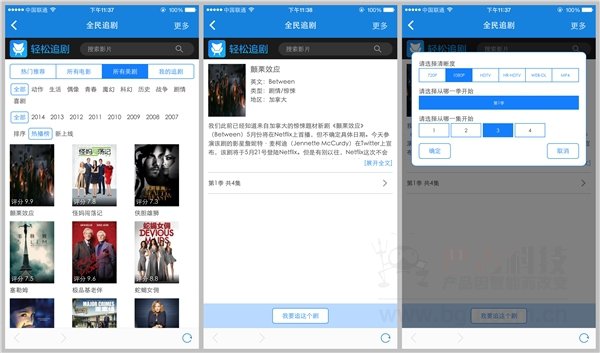 中国联通 下午11:37 100%
全民追剧 更多
轻松追剧 搜索影片
热门推荐 所有电影 所有美剧 我的追剧
全部 动作 生活 偶像 青春 魔幻 科幻 历史 战争 剧情
喜剧
全部 2014 2013 2012 2011 2010 2009 2008 2007
排序 热播榜 新上线
评分 9.9 评分 7.8 评分 8.3
颤栗效应 怪妈闯荡记 侠胆雄狮
评分 7.5 评分 9.6 评分 8.8
DEVIOUS MAIDS
塞勒姆 极品基老伴 蛇蝎女佣
MAJOR CRIMES
中国联通 下午11:38 100%
全民追剧 更多
轻松追剧 搜索影片
颤栗效应
英文: Between
类型: 剧情/惊悚
地区: 加拿大
我们此前已经知道来自加拿大的惊悚题材新剧《颤栗效应》
(Between) 5月份将在Netflix上首播，但不确定具体日期。今天参
演该剧的影星詹妮特·麦柯迪 (Jennette McCurdy) 在Twitter上宣
布，该剧将于5月21号登陆Netflix。但是有别以往，Netflix这次不会
[展开全文]
第1季 共4集
我要追这个剧
中国联通 下午11:38 100%
全民追剧 更多
请选择清晰度
720P 1080P HDTV HR-HDTV WEB-DL MP4
请选择从哪一季开始
第1季
请选择从哪一集开始
1 2 3 4
确定 取消
我要追这个剧